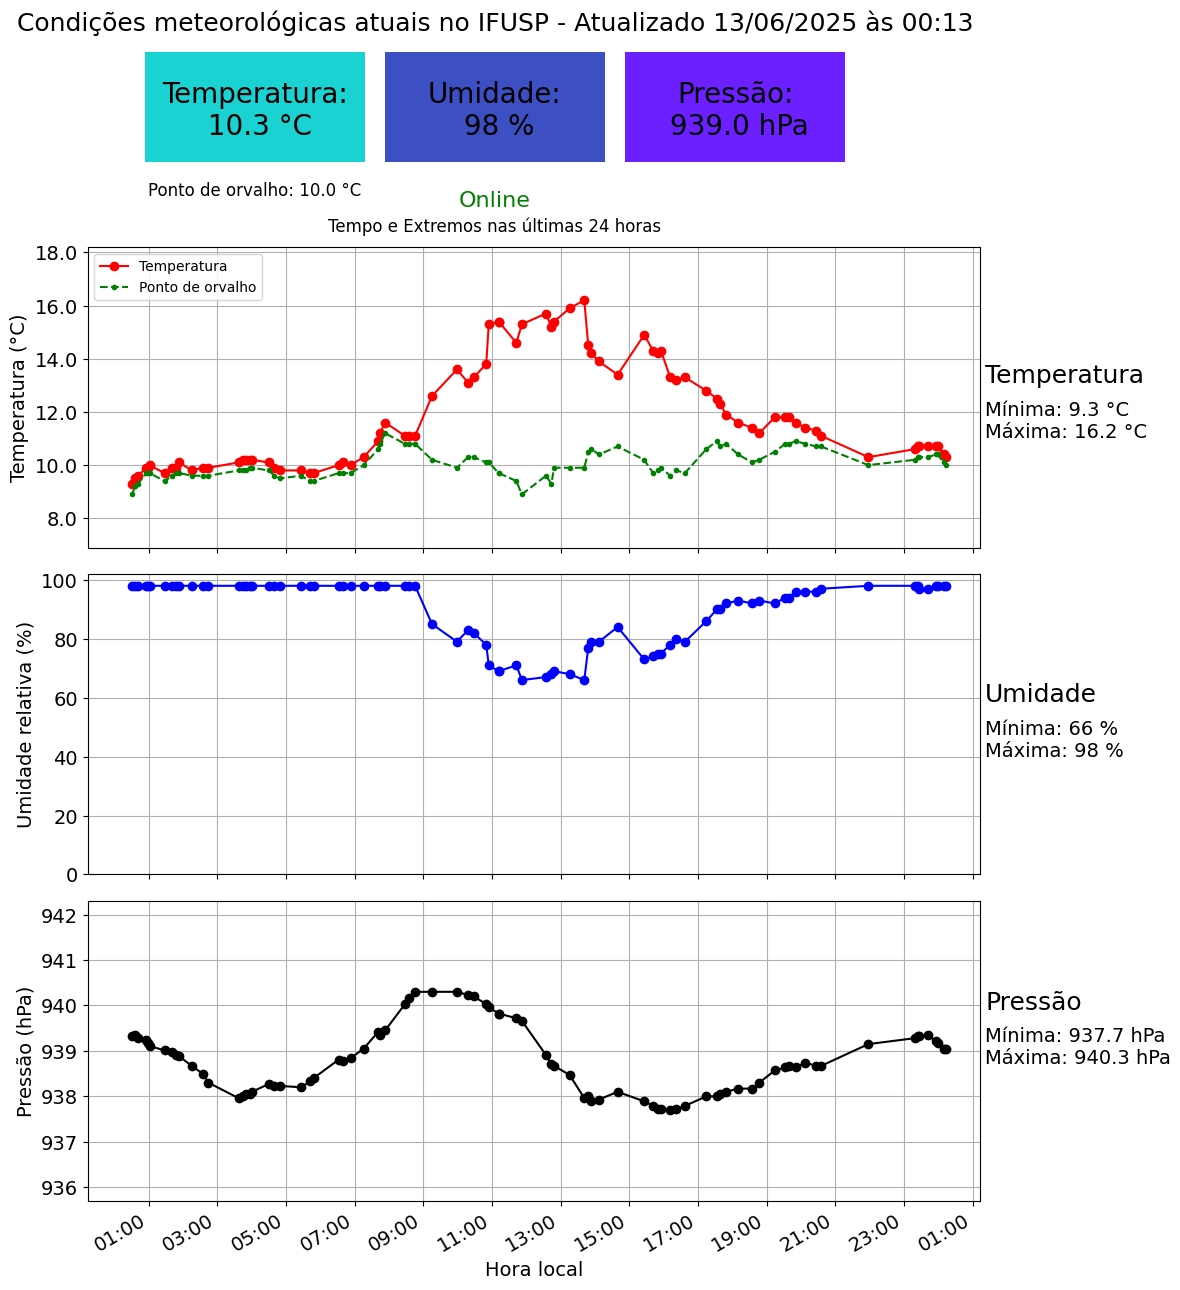 Condições meteorológicas atuais no IFUSP - Atualizado 13/06/2025 às 00:13
Temperatura:
10.3 °C
Umidade:
98 %
Pressão:
939.0 hPa
Ponto de orvalho: 10.0 °C
Online
Tempo e Extremos nas últimas 24 horas
Temperatura (°C)
18.0
16.0
14.0
12.0
10.0
8.0
Temperatura
Ponto de orvalho
Temperatura
Mínima: 9.3 °C
Máxima: 16.2 °C
Umidade relativa (%)
100
80
60
40
20
0
Umidade
Mínima: 66 %
Máxima: 98 %
Pressão (hPa)
942
941
940
939
938
937
936
Pressão
Mínima: 937.7 hPa
Máxima: 940.3 hPa
01:00 03:00 05:00 07:00 09:00 11:00 13:00 15:00 17:00 19:00 21:00 23:00 01:00
Hora local